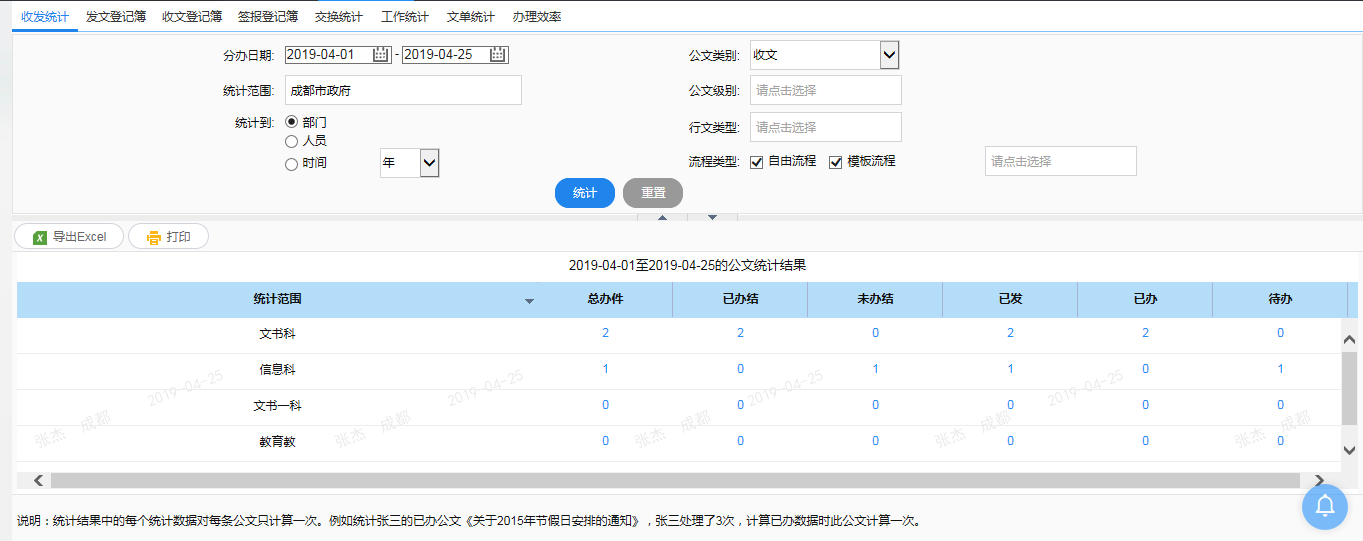 收发统计 发文登记簿 收文登记簿 签报登记簿 交换统计 工作统计 文单统计 办理效率
分办日期: 2019-04-01 - 2019-04-25 公文类别: 收文
统计范围: 成都市政府 公文级别: 请点击选择
统计到: 部门 行文类型: 请点击选择
人员
时间 年 流程类型: 自由流程 模板流程 请点击选择
统计 重置
导出Excel 打印
2019-04-01至2019-04-25的公文统计结果
统计范围 总办件 已办结 未办结 已发 已办 待办
文书科 2 2 0 2 2 0
信息科 1 0 1 1 0 1
文书一科 0 0 0 0 0 0
教育教 0 0 0 0 0 0
张杰 成都 2019-04-25 张杰 成都 2019-04-25 张杰 成都 2019-04-25 张杰 成都 2019-04-25 张杰 成都
说明：统计结果中的每个统计数据对每条公文只计算一次。例如统计张三的已办公文《关于2015年节假日安排的通知》，张三处理了3次，计算已办数据时此公文计算一次。